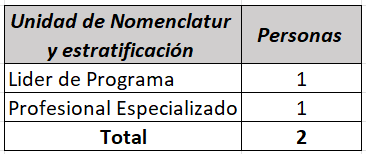 Unidad de Nomenclatur
y estratificación
Personas
Lider de Programa 1
Profesional Especializado 1
Total 2